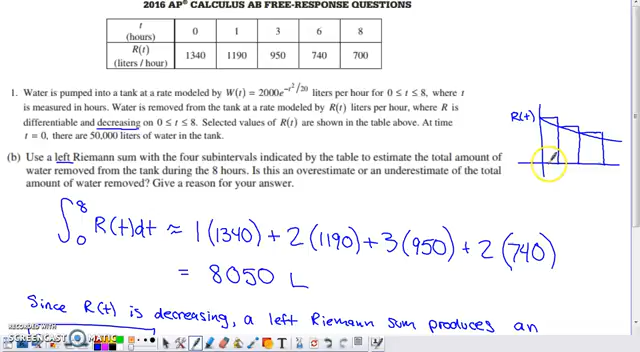 2016 AP® CALCULUS AB FREE-RESPONSE QUESTIONS
t (hours) 0 1 3 6 8
R(t) (liters / hour) 1340 1190 950 740 700
1. Water is pumped into a tank at a rate modeled by W(t) = 2000e^(-t²/20) liters per hour for 0 ≤ t ≤ 8, where t
is measured in hours. Water is removed from the tank at a rate modeled by R(t) liters per hour, where R is
differentiable and decreasing on 0 ≤ t ≤ 8. Selected values of R(t) are shown in the table above. At time
t = 0, there are 50,000 liters of water in the tank.
R(t)
(b) Use a left Riemann sum with the four subintervals indicated by the table to estimate the total amount of
water removed from the tank during the 8 hours. Is this an overestimate or an underestimate of the total
amount of water removed? Give a reason for your answer.
∫₀⁸ R(t)dt ≈ 1(1340) + 2(1190) + 3(950) + 2(740)
= 8050 L
Since R(t) is decreasing, a left Riemann sum produces an
RECORDED WITH
SCREENCAST MATIC